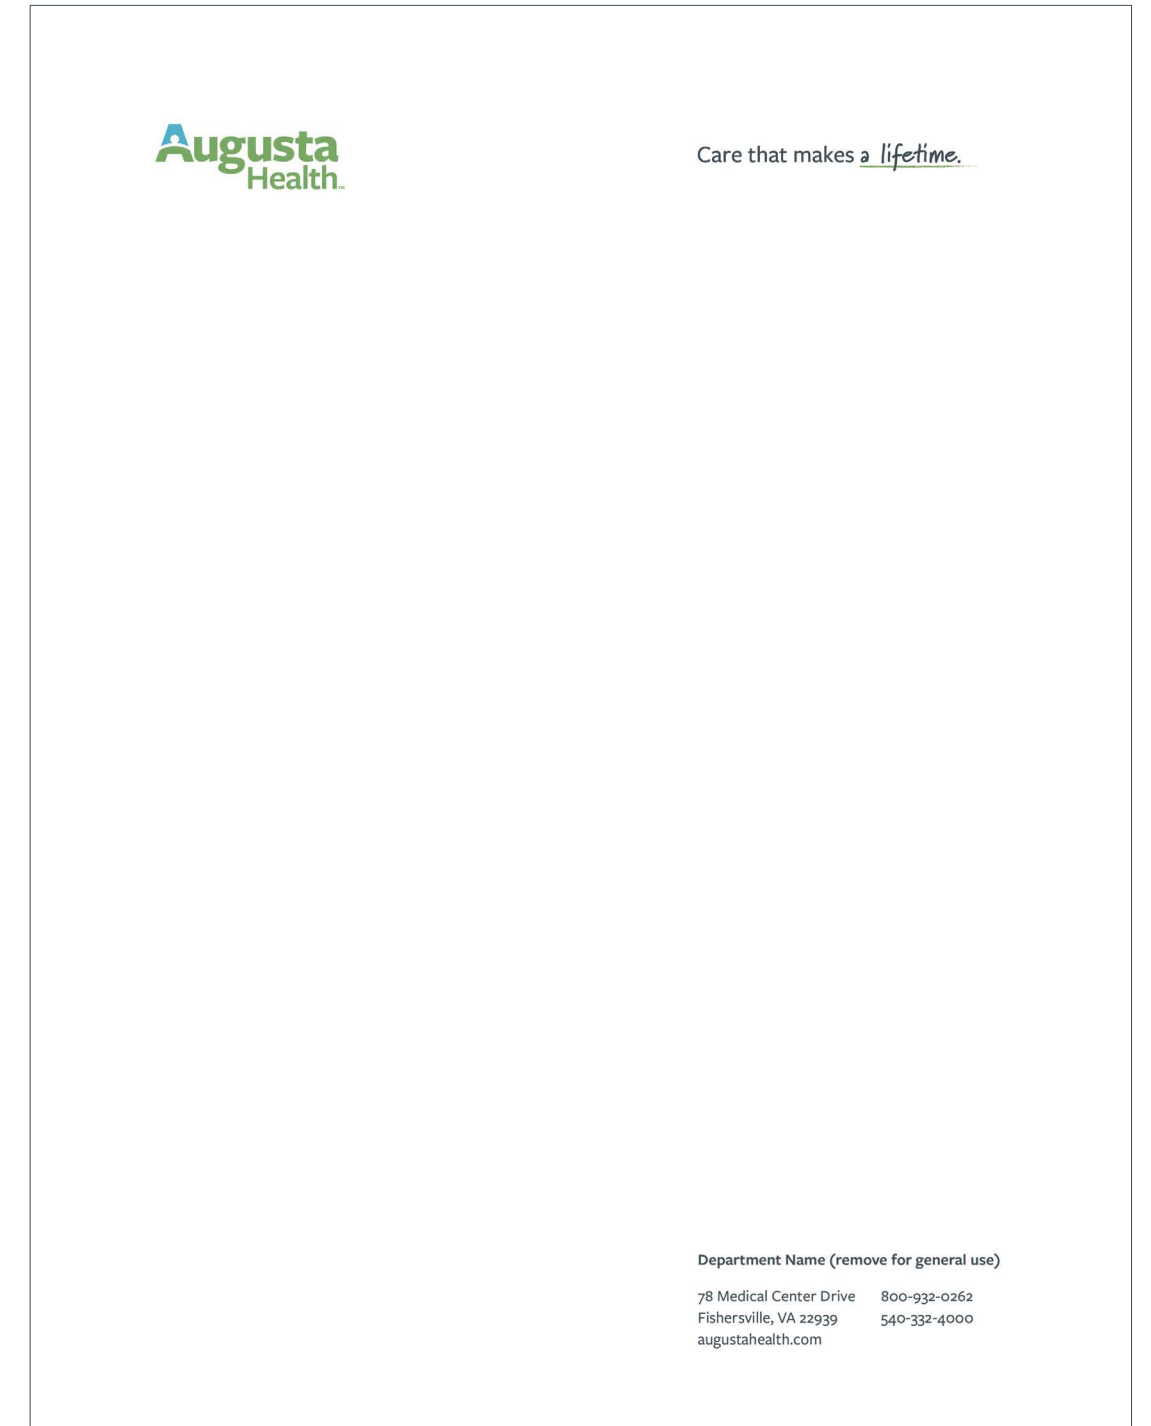 Augusta
Health™
Care that makes a lifetime.
Department Name (remove for general use)
78 Medical Center Drive 800-932-0262
Fishersville, VA 22939 540-332-4000
augustahealth.com